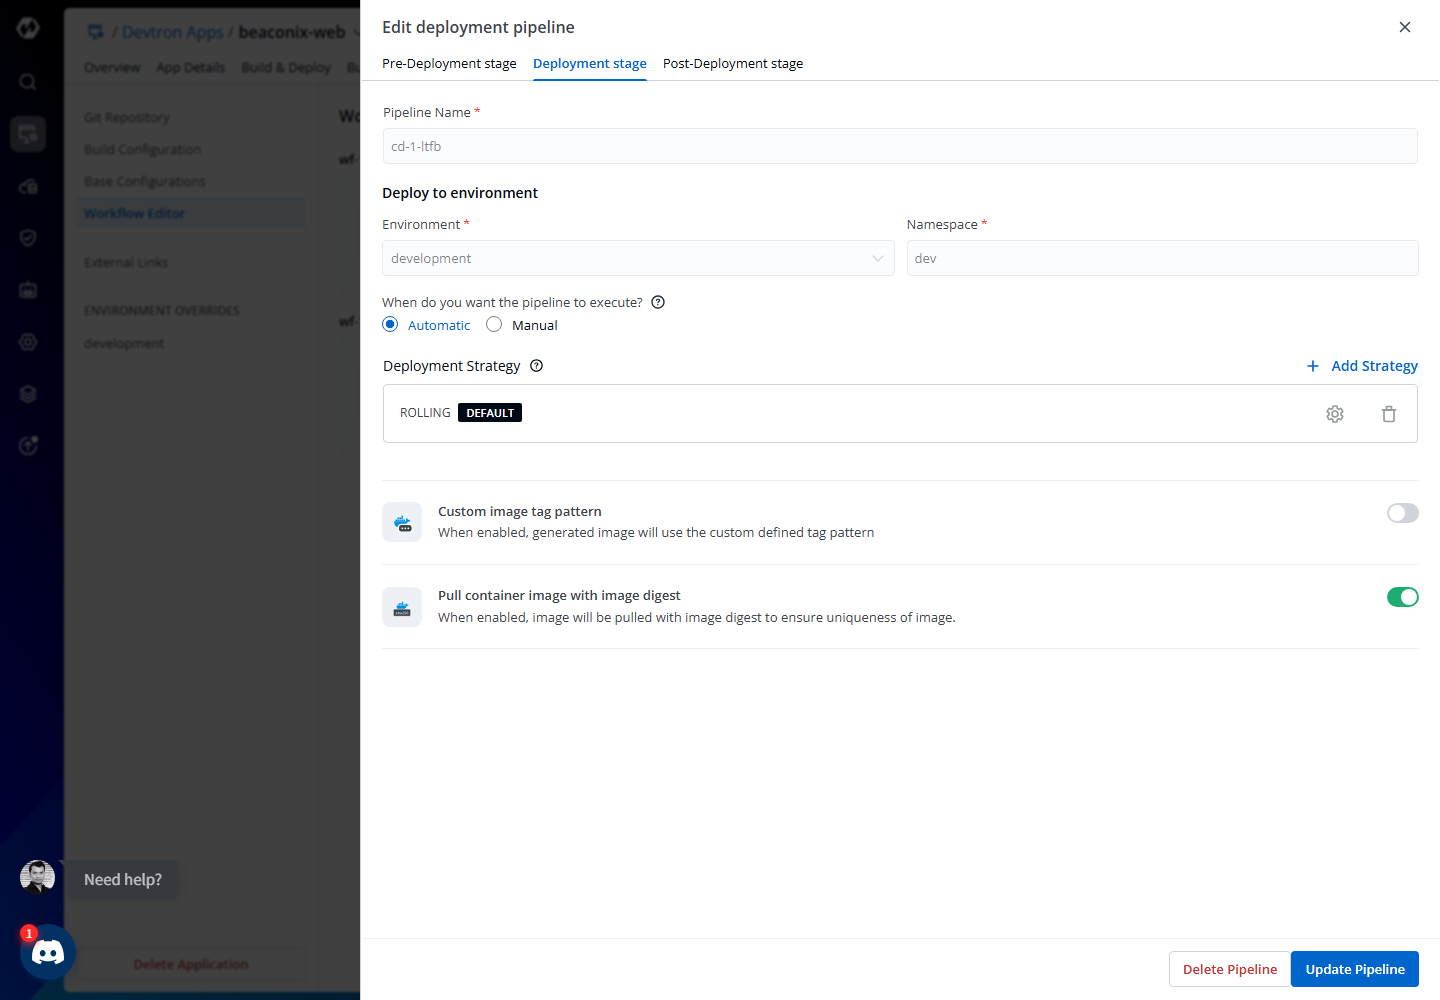 Edit deployment pipeline
/ Devtron Apps / beaconix-web
Overview App Details Build & Deploy
Pre-Deployment stage Deployment stage Post-Deployment stage
Git Repository
Build Configuration
Base Configurations
Workflow Editor
External Links
ENVIRONMENT OVERRIDES
development
wf-
wf-
Pipeline Name *
cd-1-ltfb
Deploy to environment
Environment *
Namespace *
development
dev
When do you want the pipeline to execute?
Automatic Manual
Deployment Strategy
+ Add Strategy
ROLLING DEFAULT
Custom image tag pattern
When enabled, generated image will use the custom defined tag pattern
Pull container image with image digest
When enabled, image will be pulled with image digest to ensure uniqueness of image.
Need help?
1
Delete Application
Delete Pipeline
Update Pipeline